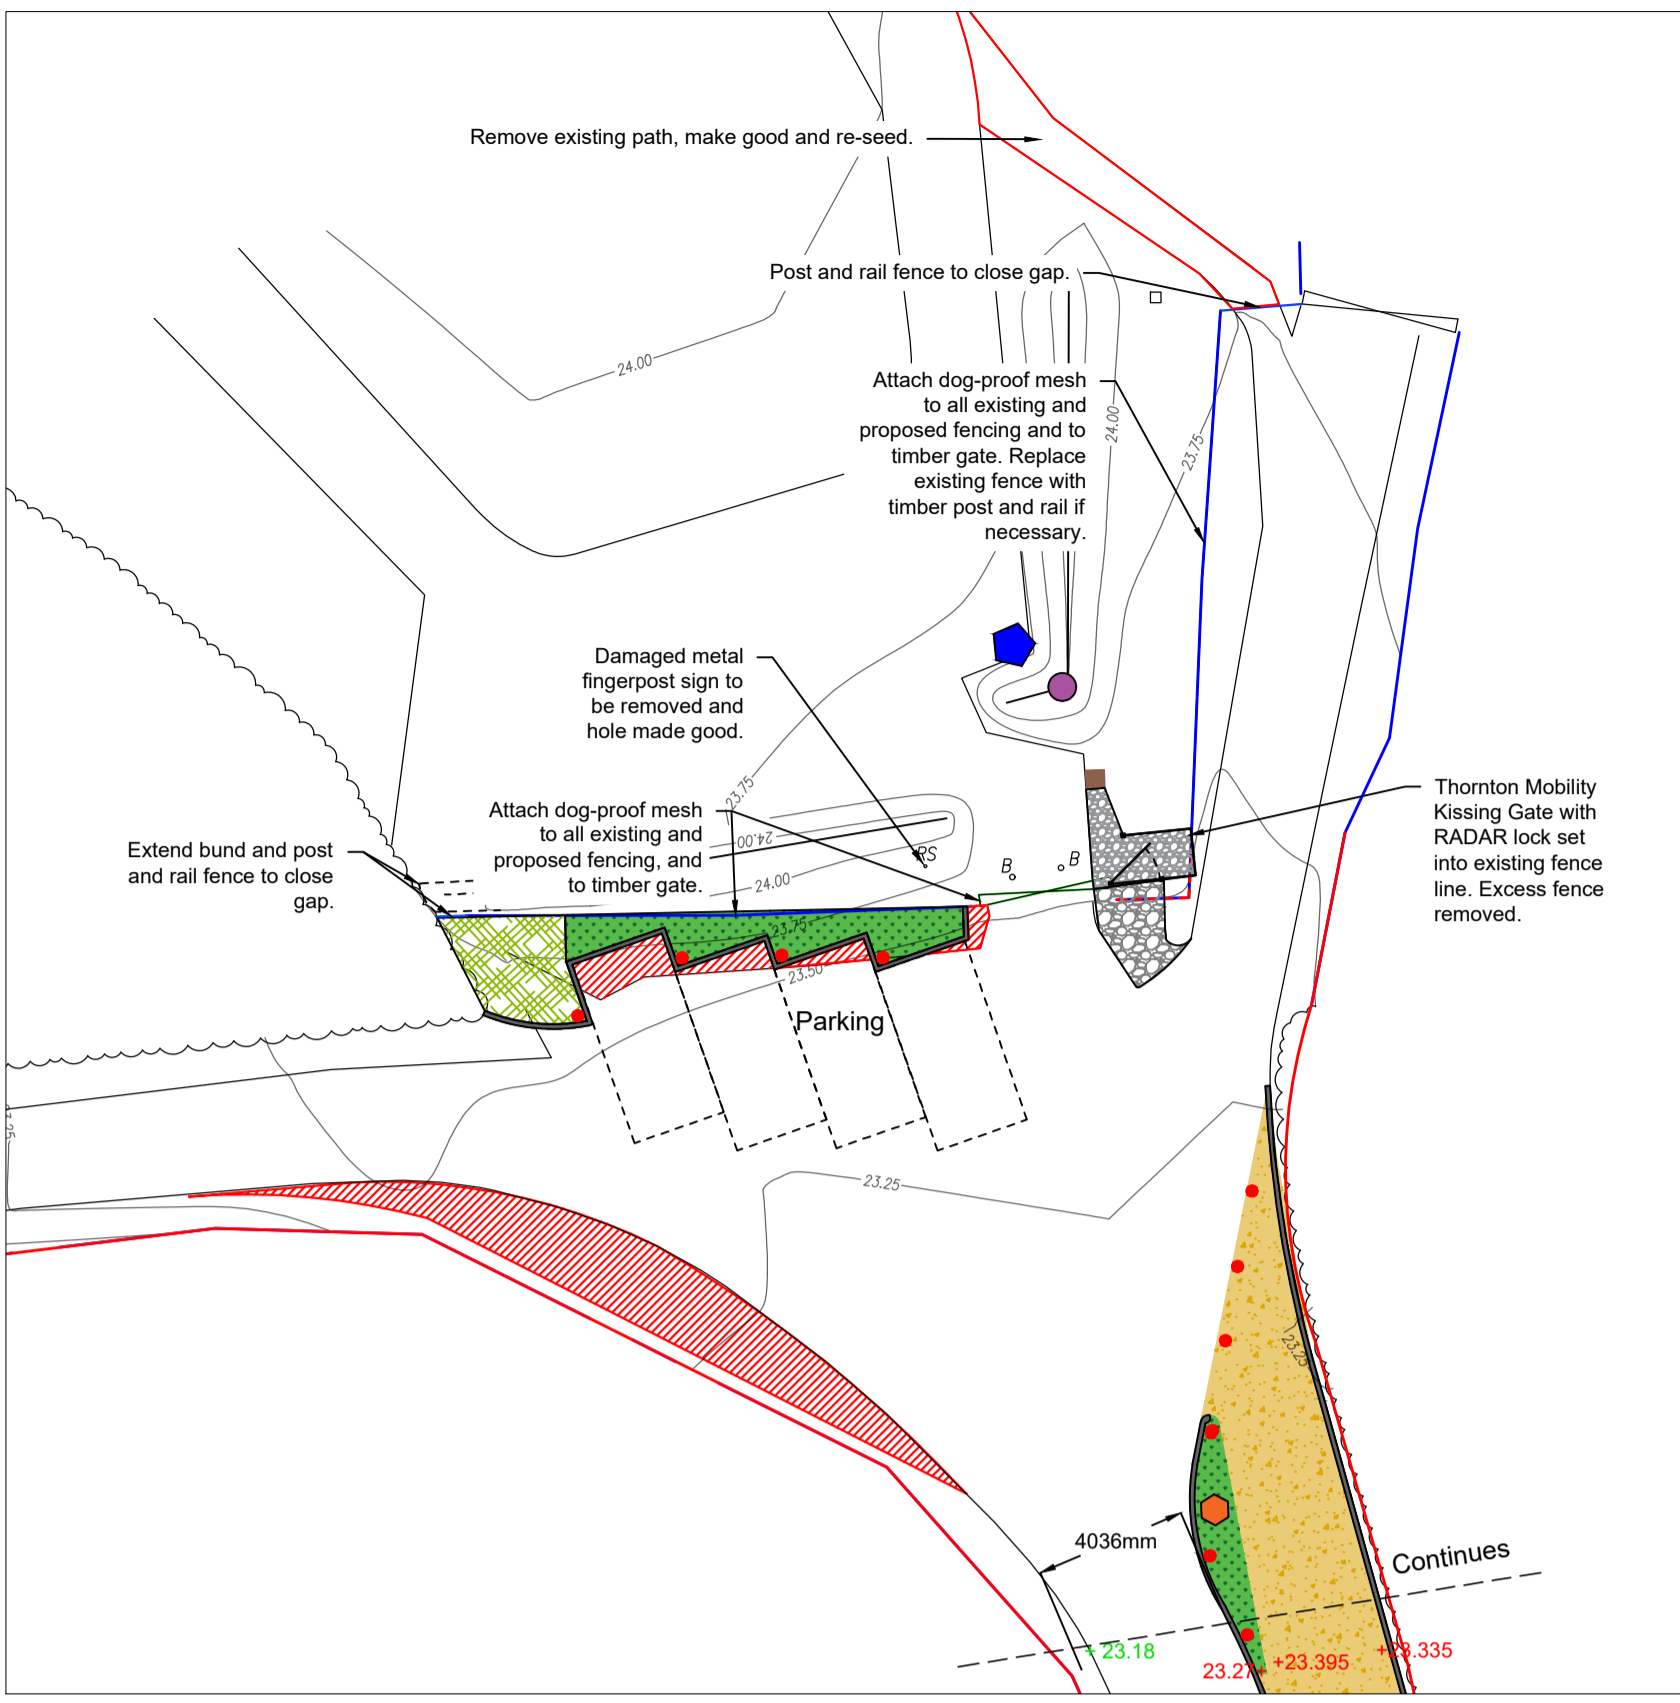 Remove existing path, make good and re-seed.
Post and rail fence to close gap.
24.00
Attach dog-proof mesh
to all existing and
proposed fencing and to
timber gate. Replace
existing fence with
timber post and rail if
necessary.
24.00
23.75
Damaged metal
fingerpost sign to
be removed and
hole made good.
23.75
Attach dog-proof mesh
to all existing and
proposed fencing, and
to timber gate.
24.00
24.00
RS
B
B
Thornton Mobility
Kissing Gate with
RADAR lock set
into existing fence
line. Excess fence
removed.
Extend bund and post
and rail fence to close
gap.
23.75
23.50
Parking
23.25
23.25
23.25
4036mm
Continues
+ 23.18
23.27+
+23.395
+23.335